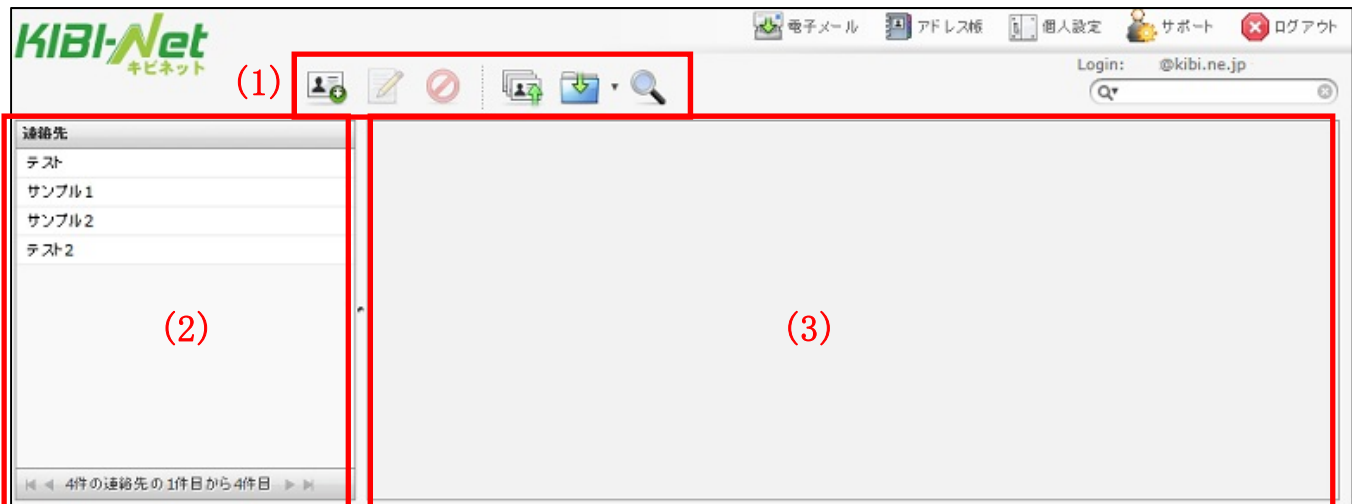 KIBI-Net
キビネット
電子メール アドレス帳 個人設定 サポート ログアウト
Login: @kibi.ne.jp
(1)
連絡先
テスト
サンプル1
サンプル2
テスト2
(2)
(3)
4件の連絡先の1件目から4件目